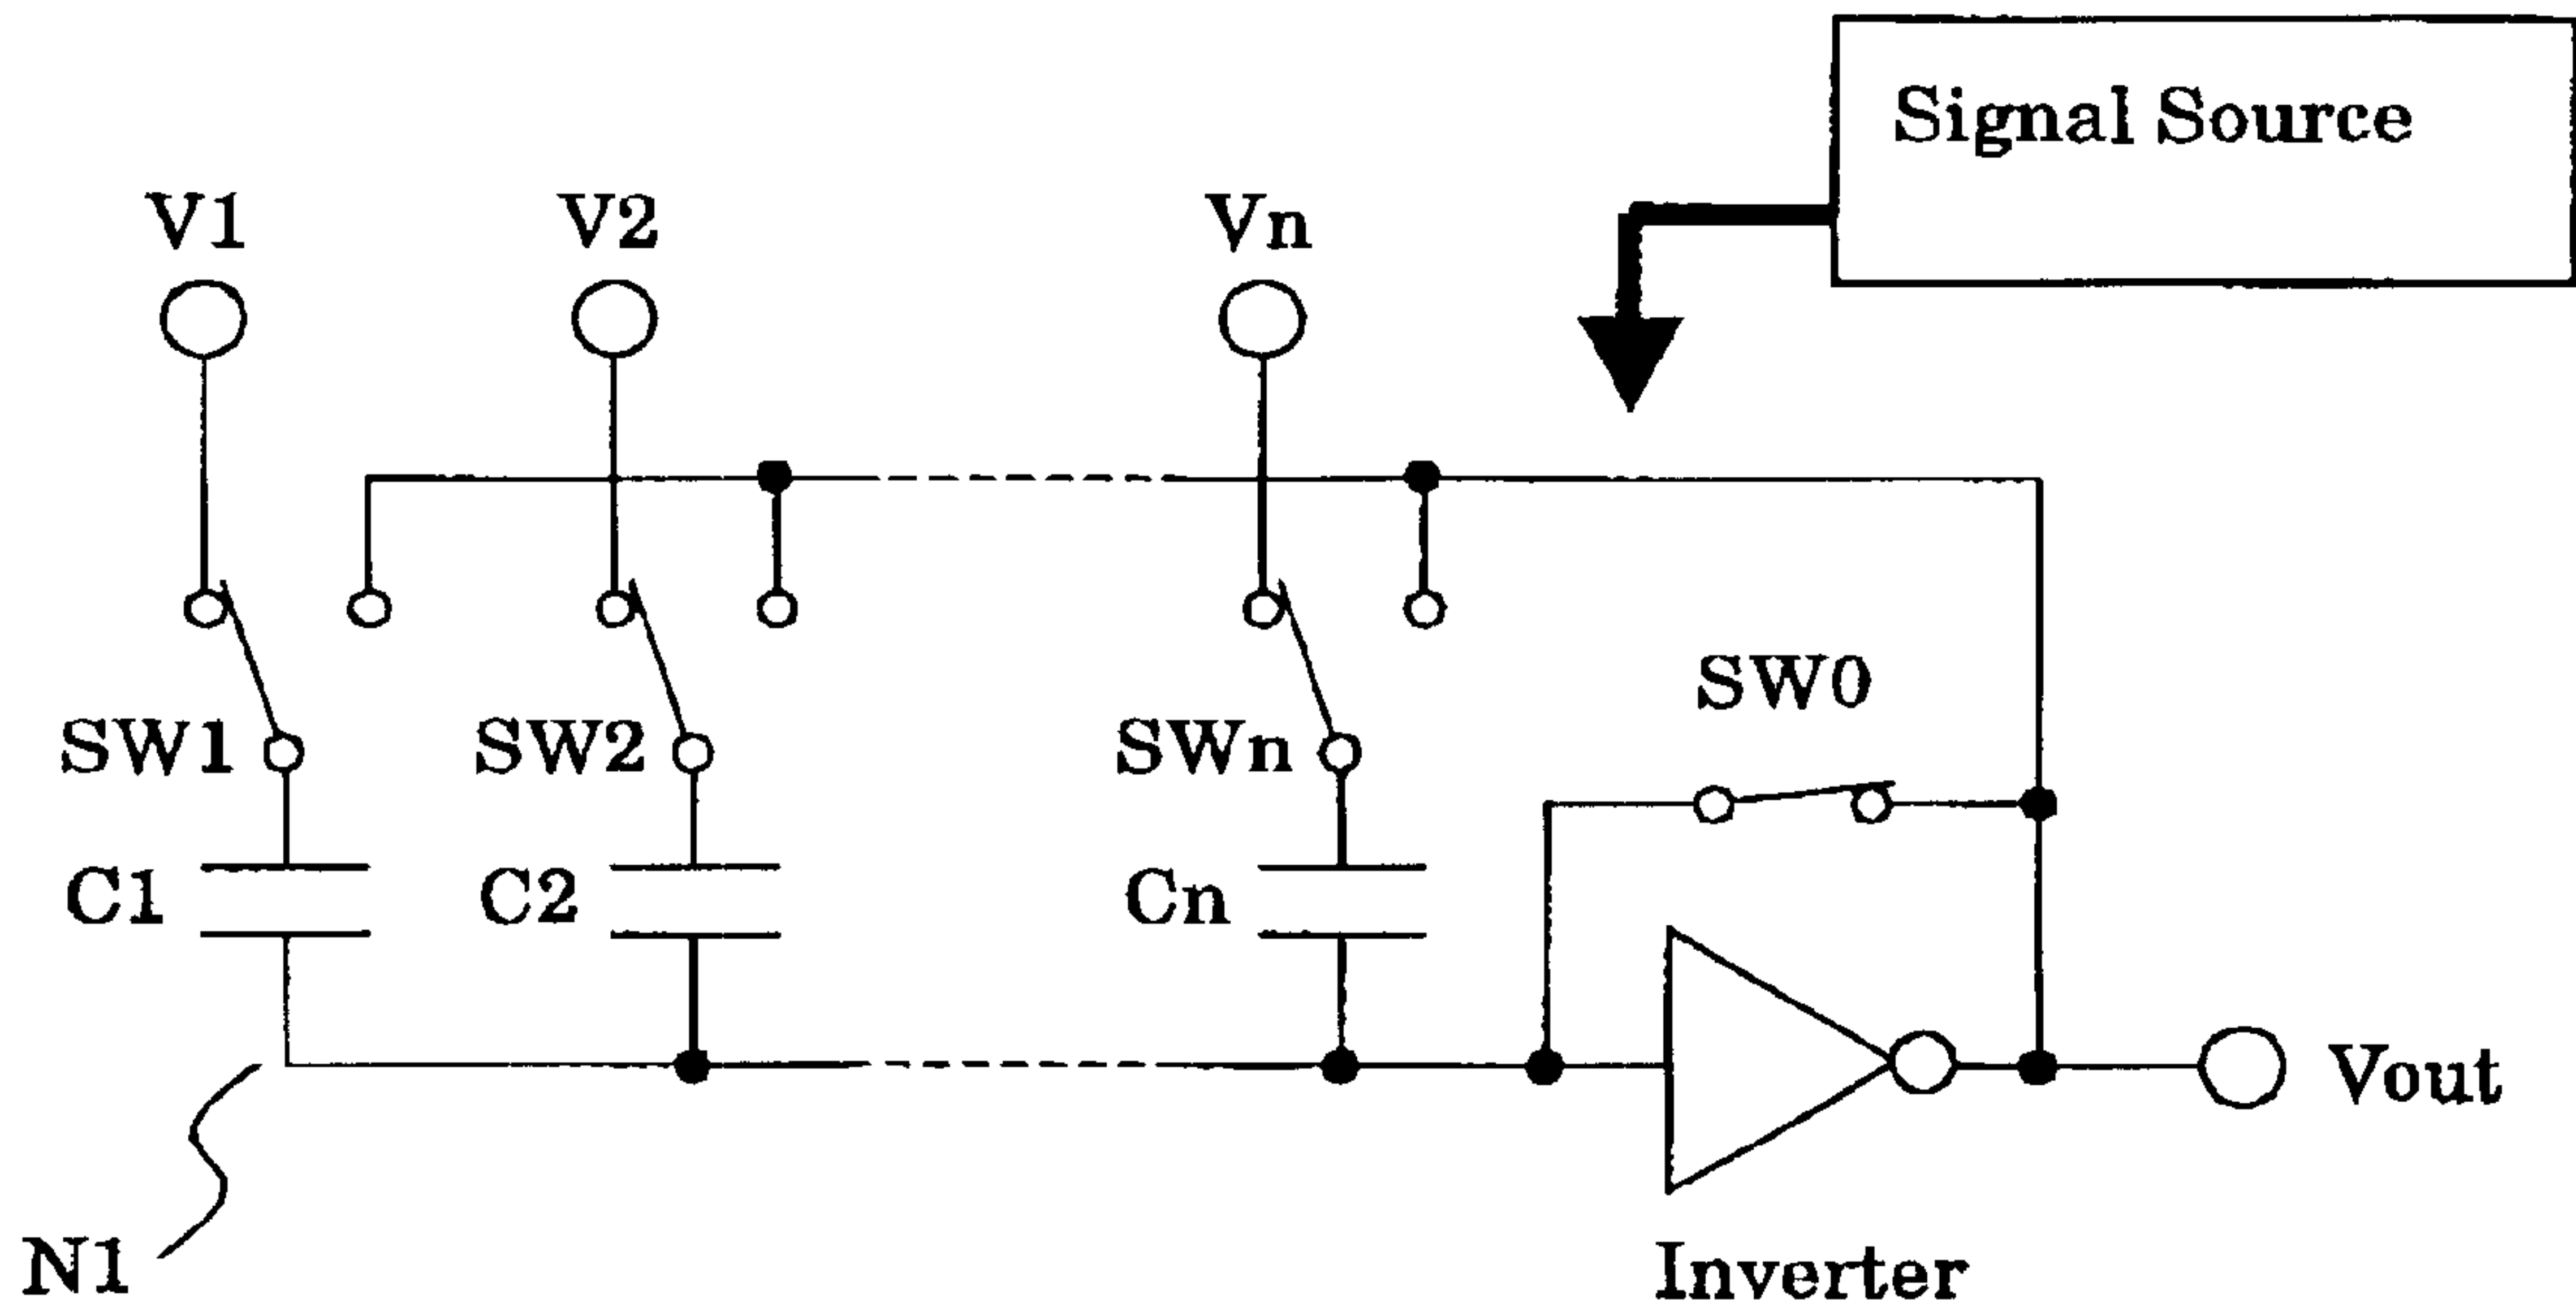 Signal Source
V1
V2
Vn
SW0
SW1
SW2
SWn
C1
C2
Cn
Vout
N1
Inverter